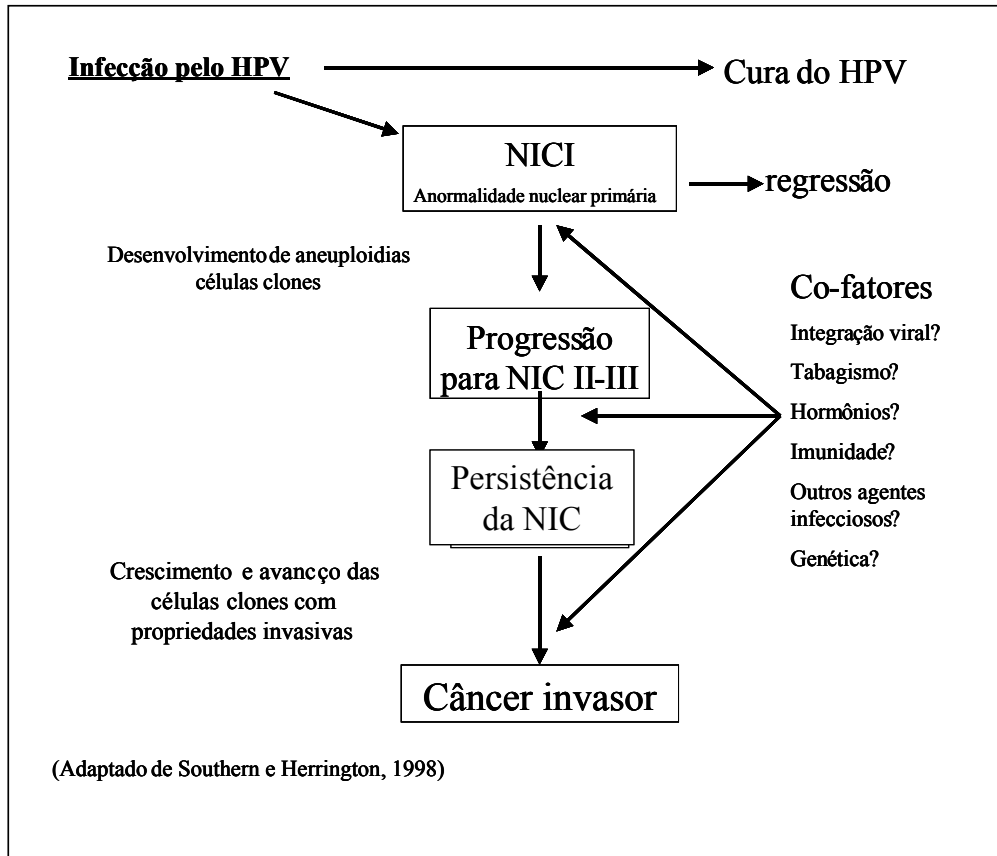 Infecção pelo HPV
Cura do HPV
NICI
Anormalidade nuclear primária
regressão
Desenvolvimento de aneuploidias
células clones
Progressão
para NIC II-III
Persistência
da NIC
Crescimento e avancço das
células clones com
propriedades invasivas
Câncer invasor
Co-fatores
Integração viral?
Tabagismo?
Hormônios?
Imunidade?
Outros agentes
infecciosos?
Genética?
(Adaptado de Southern e Herrington, 1998)